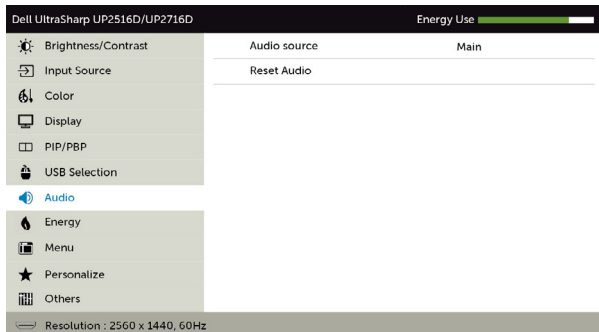 Dell UltraSharp UP2516D/UP2716D Energy Use
Brightness/Contrast Audio source Main
Input Source Reset Audio
Color
Display
PIP/PBP
USB Selection
Audio
Energy
Menu
Personalize
Others
Resolution : 2560 x 1440, 60Hz